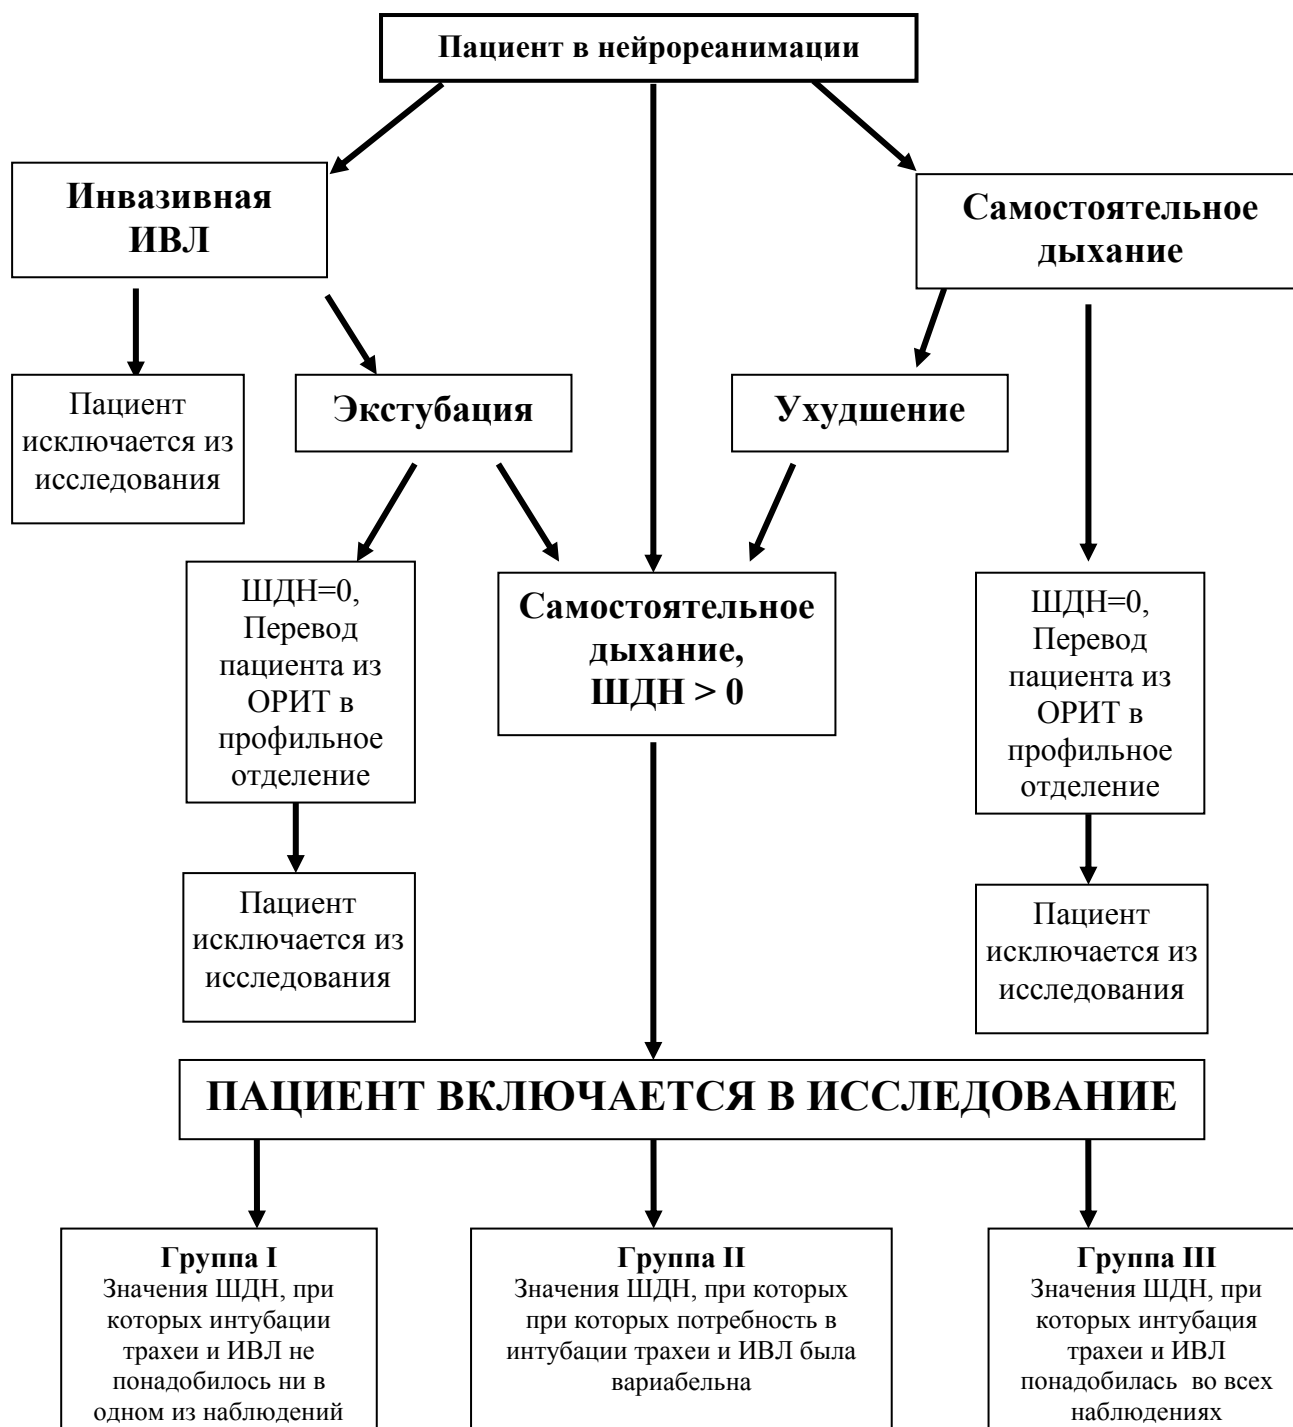 Пациент в нейрореанимации
Инвазивная
ИВЛ
Самостоятельное
дыхание
Пациент
исключается из
исследования
Экстубация
Ухудшение
ШДН=0,
Перевод
пациента из
ОРИТ в
профильное
отделение
Самостоятельное
дыхание,
ШДН > 0
ШДН=0,
Перевод
пациента из
ОРИТ в
профильное
отделение
Пациент
исключается из
исследования
Пациент
исключается из
исследования
ПАЦИЕНТ ВКЛЮЧАЕТСЯ В ИССЛЕДОВАНИЕ
Группа I
Значения ШДН, при
которых интубации
трахеи и ИВЛ не
понадобилось ни в
одном из наблюдений
Группа II
Значения ШДН, при которых
при которых потребность в
интубации трахеи и ИВЛ была
вариабельна
Группа III
Значения ШДН, при
которых интубация
трахеи и ИВЛ
понадобилась во всех
наблюдениях